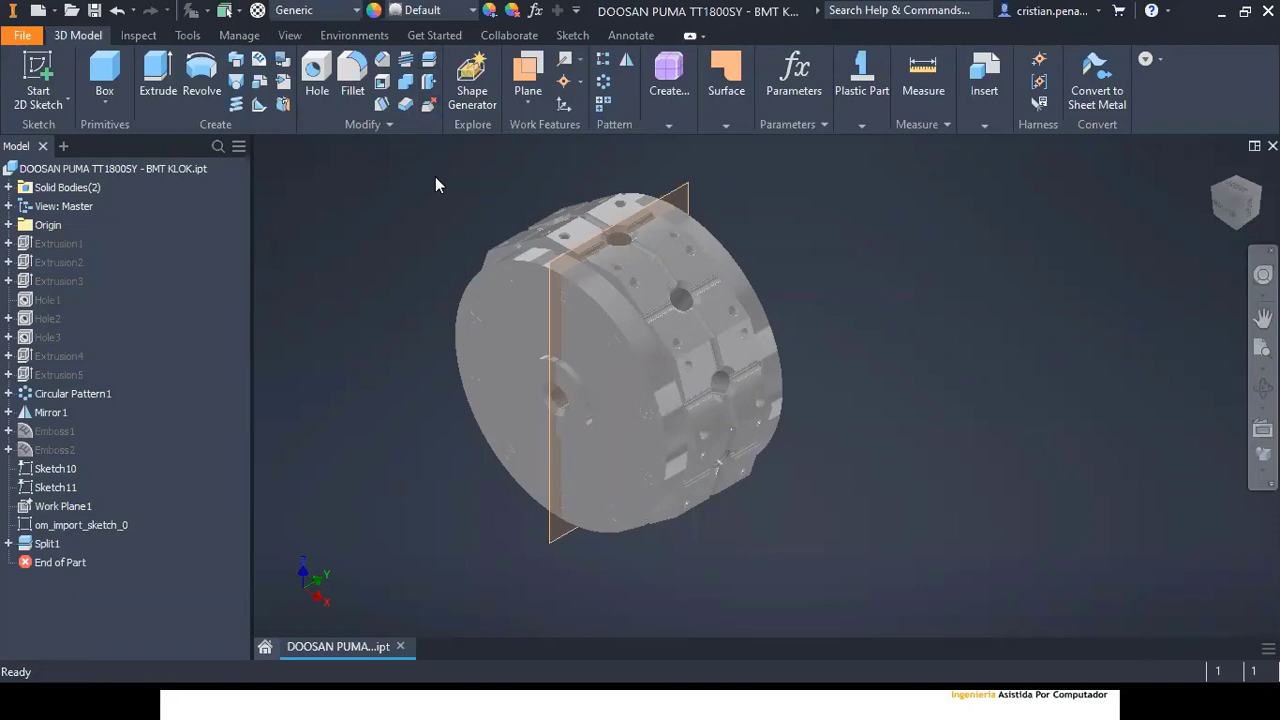 Generic
Default
DOOSAN PUMA TT1800SY - BMT K...
Search Help & Commands...
cristian.pena...
File
3D Model
Inspect
Tools
Manage
View
Environments
Get Started
Collaborate
Sketch
Annotate
Start
2D Sketch
Box
Extrude
Revolve
Hole
Fillet
Shape
Generator
Plane
Create...
Surface
Parameters
Plastic Part
Measure
Insert
Convert to
Sheet Metal
Sketch
Primitives
Create
Modify
Explore
Work Features
Pattern
Parameters
Measure
Harness
Convert
Model
DOOSAN PUMA TT1800SY - BMT KLOK.ipt
Solid Bodies(2)
View: Master
Origin
Extrusion1
Extrusion2
Extrusion3
Hole1
Hole2
Hole3
Extrusion4
Extrusion5
Circular Pattern1
Mirror1
Emboss1
Emboss2
Sketch10
Sketch11
Work Plane1
om_import_sketch_0
Split1
End of Part
Z
Y
X
DOOSAN PUMA...ipt
Ready
1
1
Ingeniería Asistida Por Computador